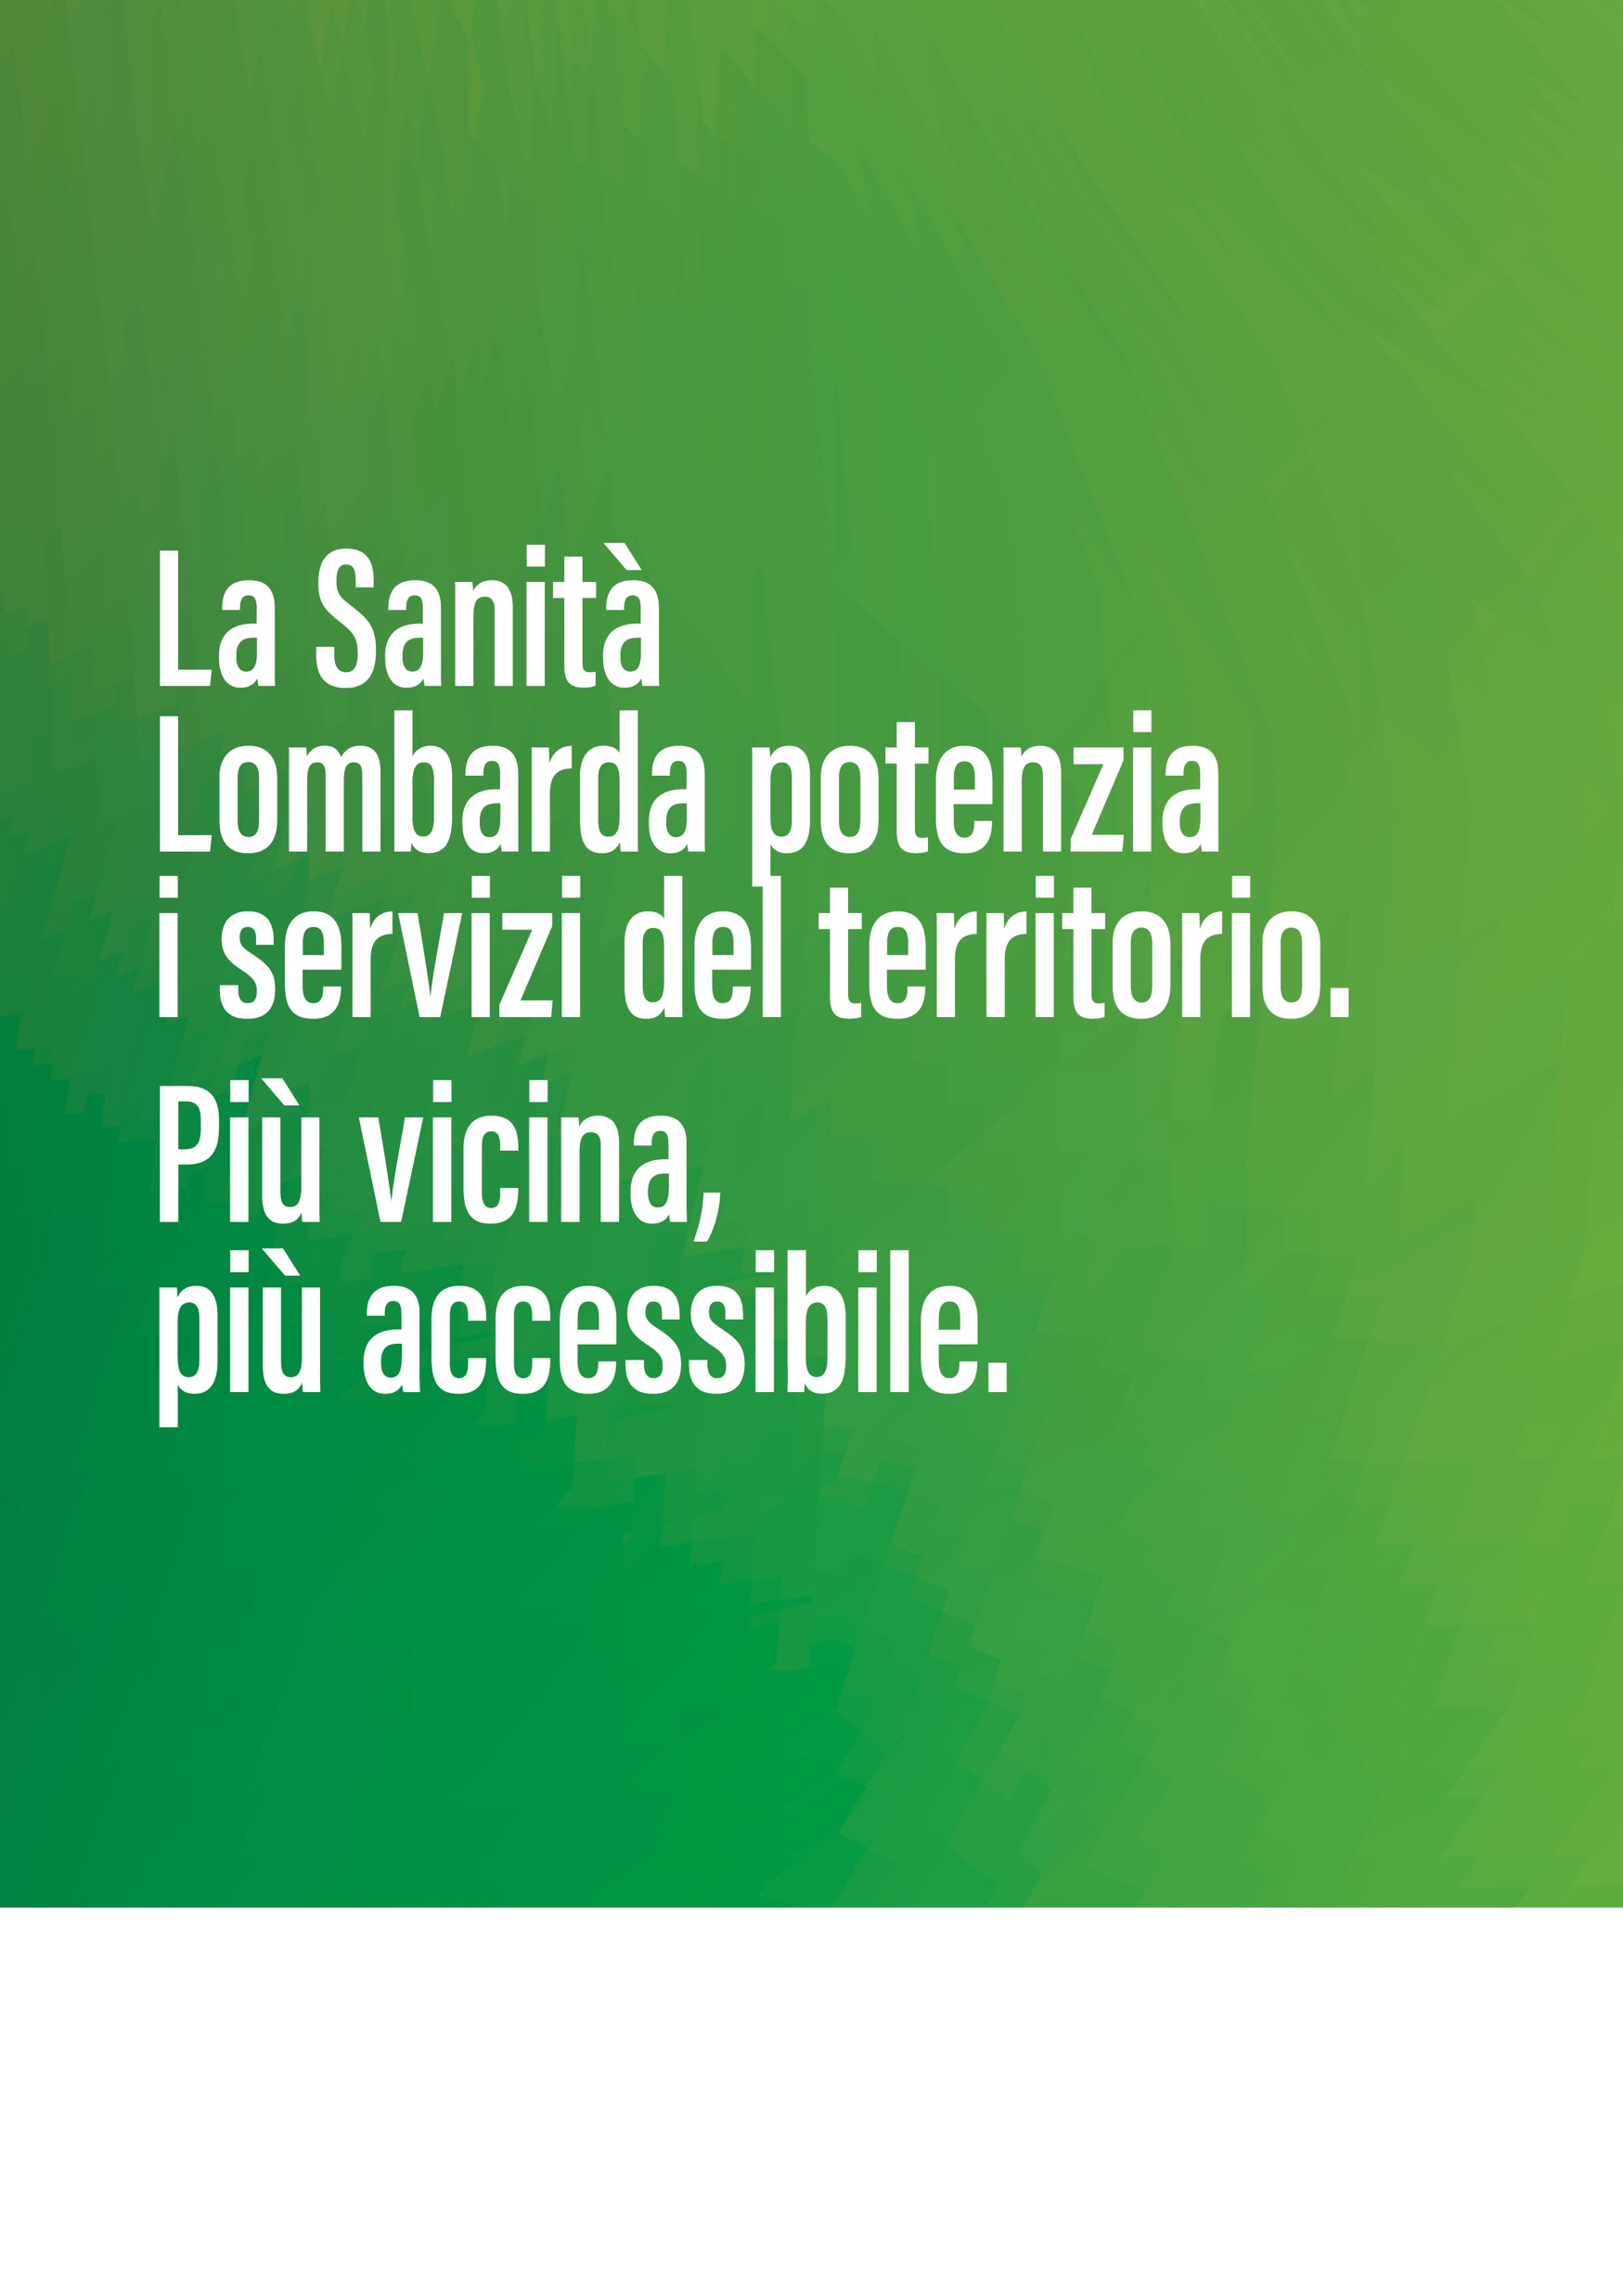 La Sanità
Lombarda potenzia
i servizi del territorio.
Più vicina,
più accessibile.